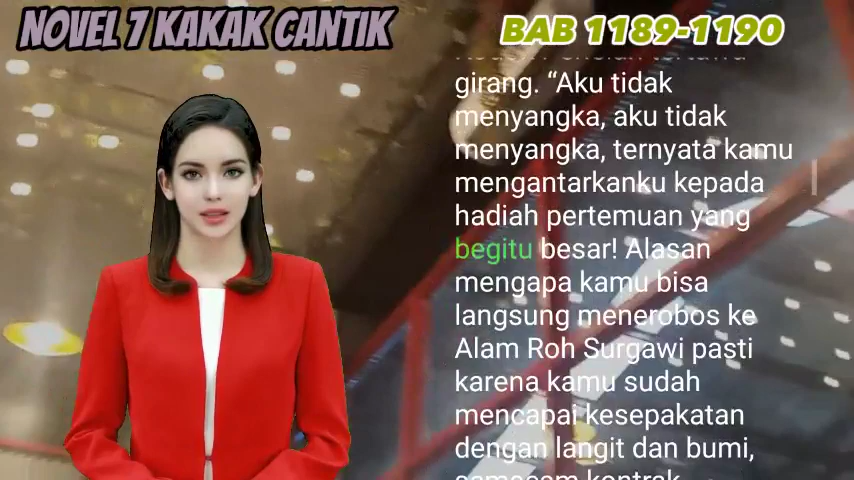 NOVEL 7 KAKAK CANTIK
BAB 1189-1190
girang. “Aku tidak
menyangka, aku tidak
menyangka, ternyata kamu
mengantarkanku kepada
hadiah pertemuan yang
begitu besar! Alasan
mengapa kamu bisa
langsung menerobos ke
Alam Roh Surgawi pasti
karena kamu sudah
mencapai kesepakatan
dengan langit dan bumi,